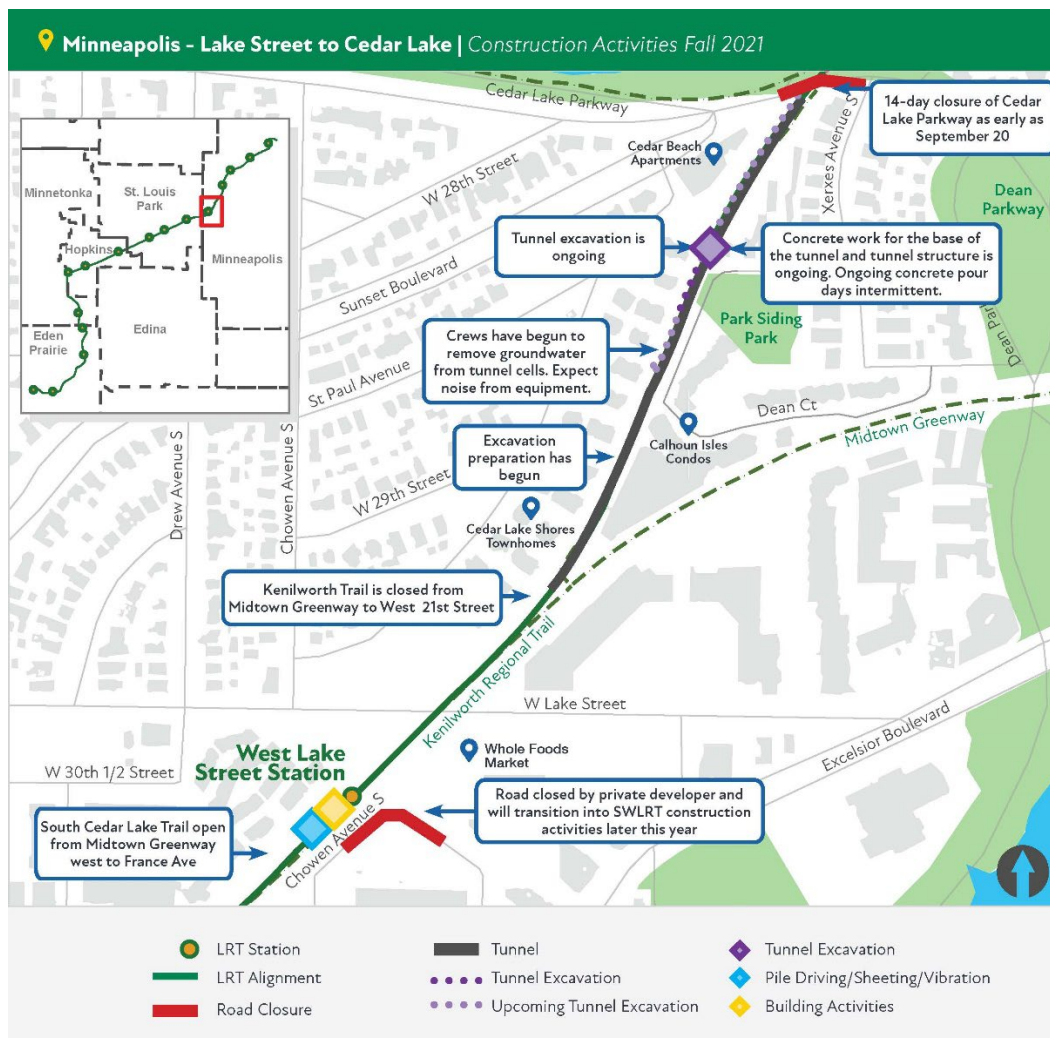 Minneapolis - Lake Street to Cedar Lake | Construction Activities Fall 2021
Cedar Lake Parkway
14-day closure of Cedar
Lake Parkway as early as
September 20
Xerxes Avenue S
Cedar Beach
Apartments
W 28th Street
Dean
Parkway
Minnetonka
St. Louis
Park
Hopkins
Minneapolis
Edina
Eden
Prairie
Tunnel excavation is
ongoing
Concrete work for the base of
the tunnel and tunnel structure is
ongoing. Ongoing concrete pour
days intermittent.
Sunset Boulevard
Park Siding
Park
Dean Par
Crews have begun to
remove groundwater
from tunnel cells. Expect
noise from equipment.
St Paul Avenue
Dean Ct
Midtown Greenway
Calhoun Isles
Condos
Excavation
preparation has
begun
Drew Avenue S
Chowen Avenue S
W 29th Street
Cedar Lake Shores
Townhomes
Kenilworth Trail is closed from
Midtown Greenway to West 21st Street
Kenilworth Regional Trail
W Lake Street
Excelsior Boulevard
West Lake
Street Station
Whole Foods
Market
W 30th 1/2 Street
Road closed by private developer and
will transition into SWLRT construction
activities later this year
South Cedar Lake Trail open
from Midtown Greenway
west to France Ave
Chowen Avenue S
LRT Station
LRT Alignment
Road Closure
Tunnel
Tunnel Excavation
Upcoming Tunnel Excavation
Tunnel Excavation
Pile Driving/Sheeting/Vibration
Building Activities